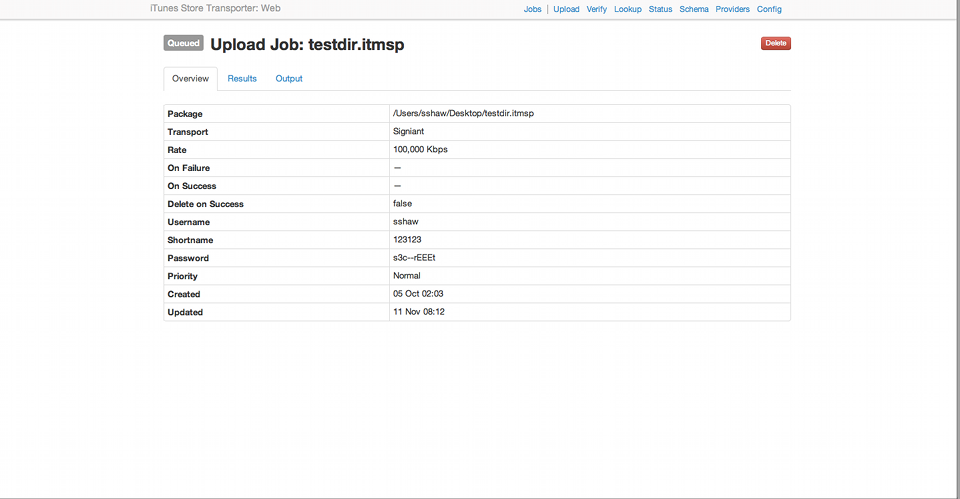 iTunes Store Transporter: Web Jobs | Upload Verify Lookup Status Schema Providers Config
Queued Upload Job: testdir.itmsp Delete
Overview Results Output
Package /Users/sshaw/Desktop/testdir.itmsp
Transport Signiant
Rate 100,000 Kbps
On Failure —
On Success —
Delete on Success false
Username sshaw
Shortname 123123
Password s3c--rEEEt
Priority Normal
Created 05 Oct 02:03
Updated 11 Nov 08:12